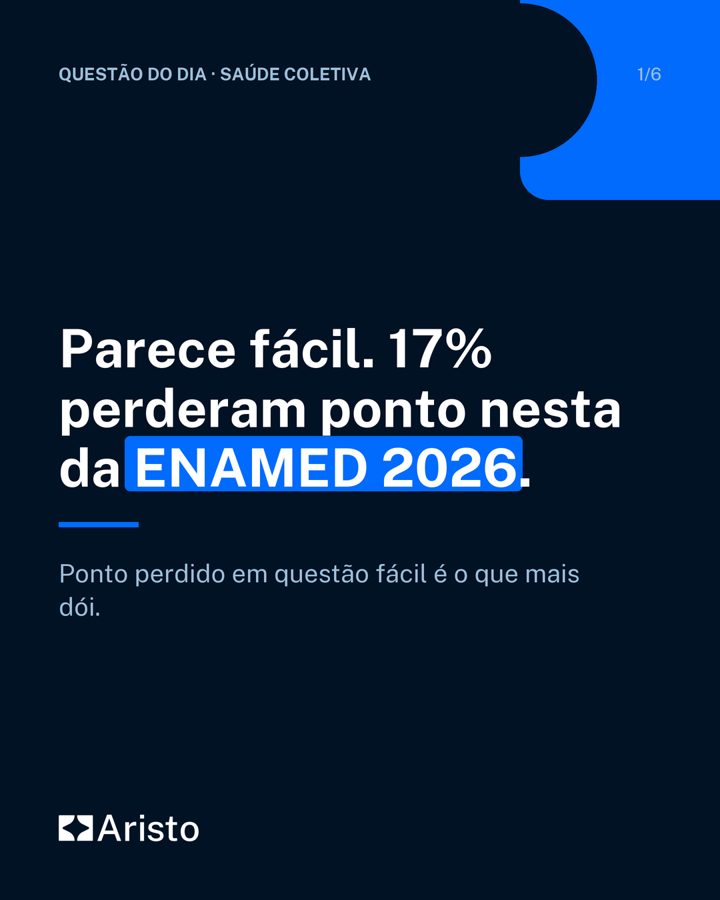 QUESTÃO DO DIA · SAÚDE COLETIVA
1/6
Parece fácil. 17%
perderam ponto nesta
da ENAMED 2026.
Ponto perdido em questão fácil é o que mais
dói.
Aristo